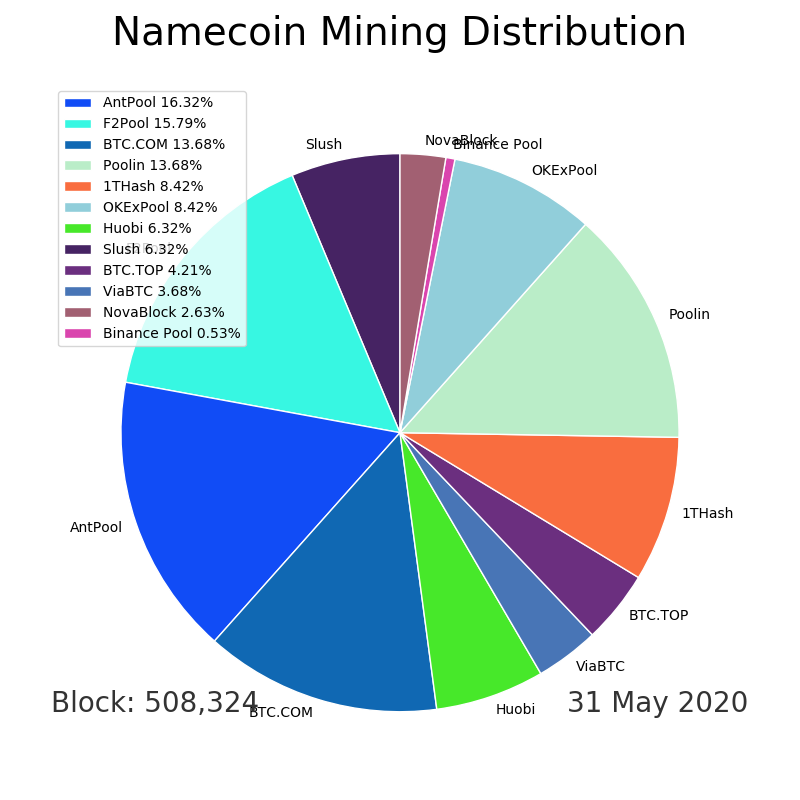 Namecoin Mining Distribution
AntPool 16.32%
F2Pool 15.79%
BTC.COM 13.68%
Poolin 13.68%
1THash 8.42%
OKExPool 8.42%
Huobi 6.32%
Slush 6.32%
BTC.TOP 4.21%
ViaBTC 3.68%
NovaBlock 2.63%
Binance Pool 0.53%
Slush
NovaBlock
Binance Pool
OKExPool
Poolin
AntPool
1THash
BTC.TOP
ViaBTC
Huobi
BTC.COM
Block: 508,324
31 May 2020